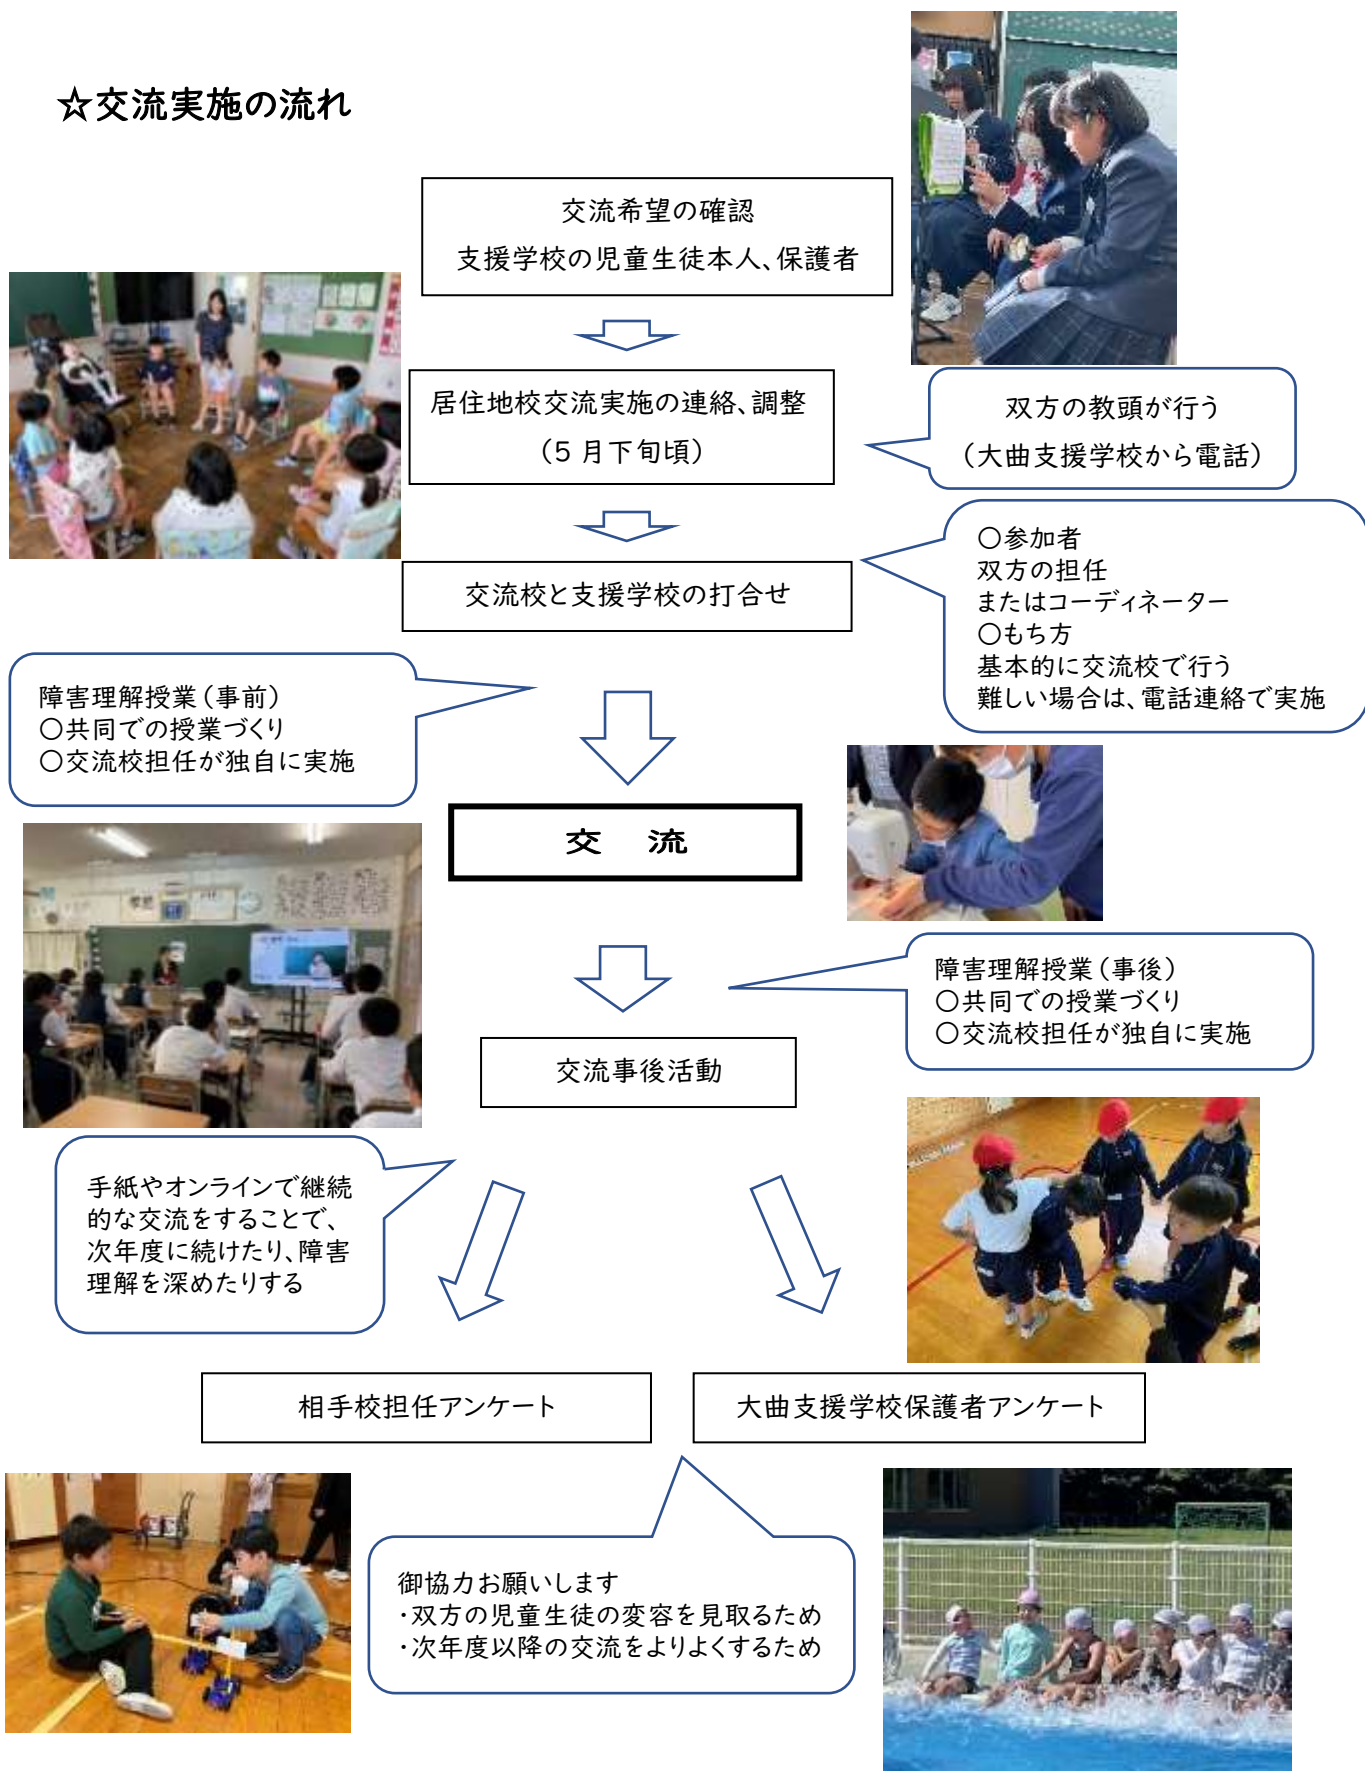 ☆交流実施の流れ
交流希望の確認
支援学校の児童生徒本人、保護者
居住地校交流実施の連絡、調整
（5 月下旬頃）
双方の教頭が行う
（大曲支援学校から電話）
交流校と支援学校の打合せ
〇参加者
双方の担任
またはコーディネーター
〇もち方
基本的に交流校で行う
難しい場合は、電話連絡で実施
障害理解授業（事前）
〇共同での授業づくり
〇交流校担任が独自に実施
交　流
障害理解授業（事後）
〇共同での授業づくり
〇交流校担任が独自に実施
交流事後活動
手紙やオンラインで継続
的な交流をすることで、
次年度に続けたり、障害
理解を深めたりする
相手校担任アンケート
大曲支援学校保護者アンケート
御協力お願いします
・双方の児童生徒の変容を見取るため
・次年度以降の交流をよりよくするため